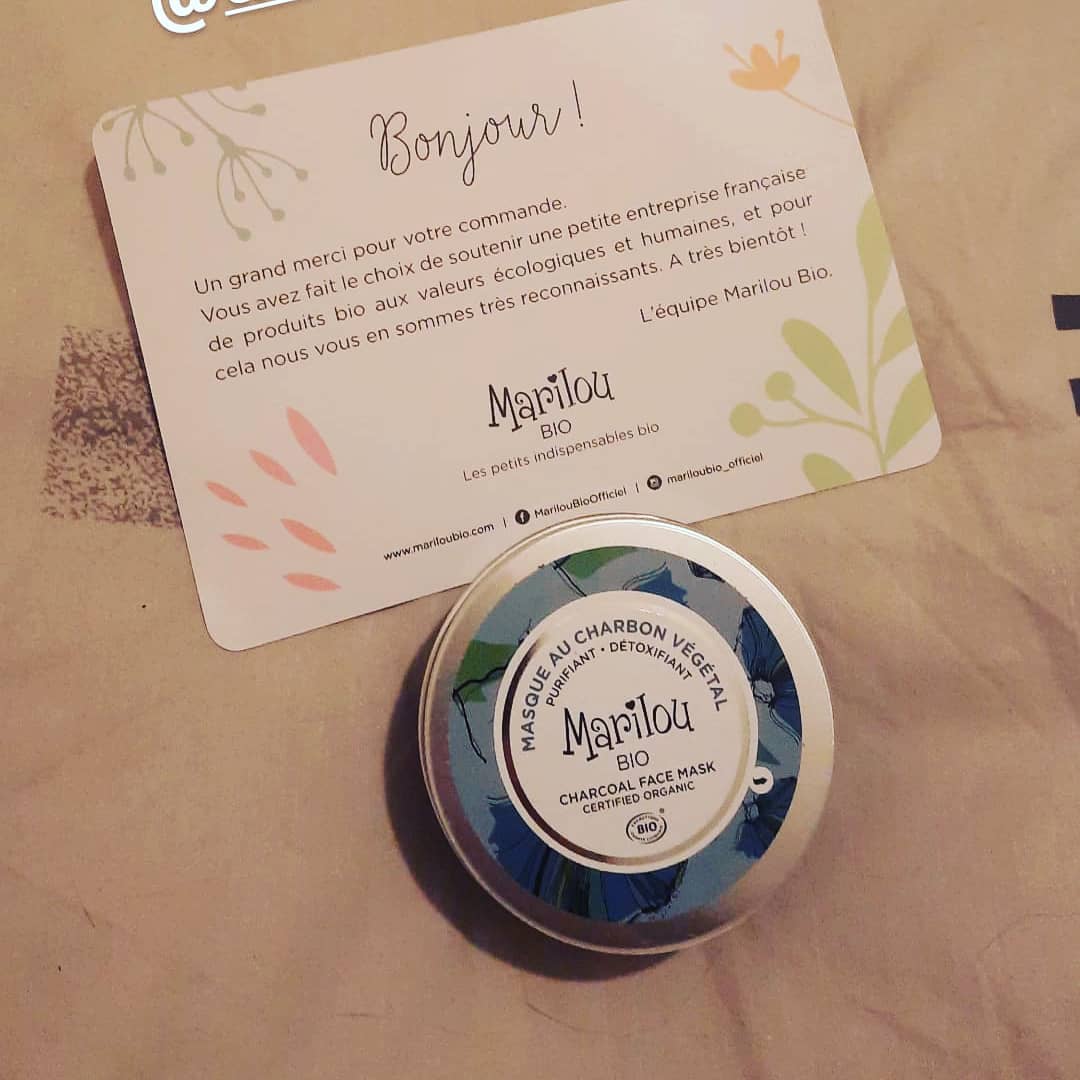 Bonjour !
Un grand merci pour votre commande.
Vous avez fait le choix de soutenir une petite entreprise française
de produits bio aux valeurs écologiques et humaines, et pour
cela nous vous en sommes très reconnaissants. A très bientôt !
L'équipe Marilou Bio.
Marilou
BIO
Les petits indispensables bio
www.mariloubio.com | MarilouBioOfficiel | mariloubio_officiel
MASQUE AU CHARBON VÉGÉTAL
PURIFIANT • DÉTOXIFIANT
Marilou
BIO
CHARCOAL FACE MASK
CERTIFIED ORGANIC
BIO